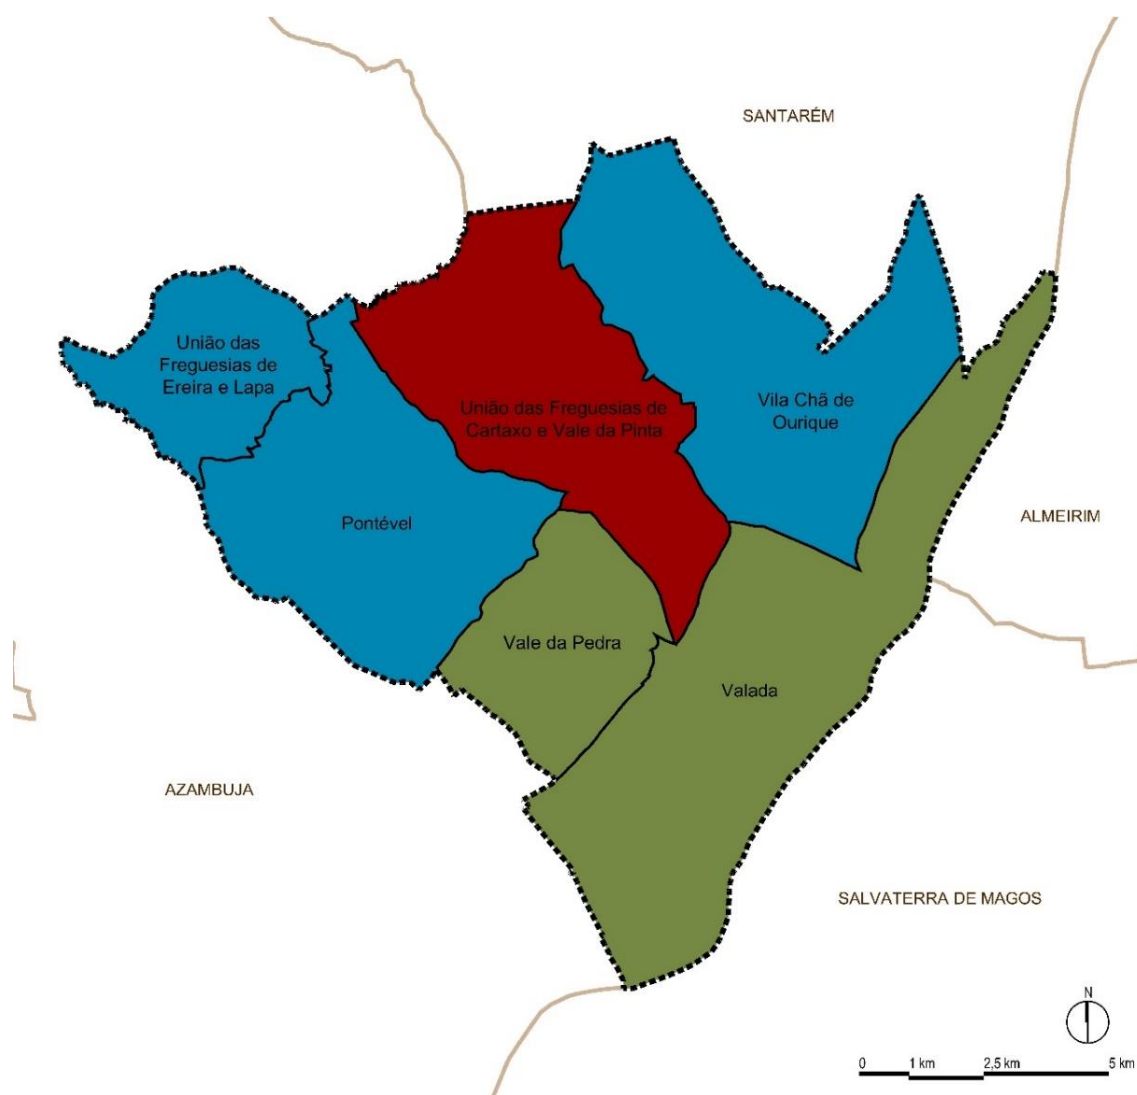 SANTARÉM
União das
Freguesias de
Ereira e Lapa
União das Freguesias de
Cartaxo e Vale da Pinta
Vila Chã de
Ourique
Pontével
ALMEIRIM
Vale da Pedra
Valada
AZAMBUJA
SALVATERRA DE MAGOS
N
0 1 km 2,5 km 5 km